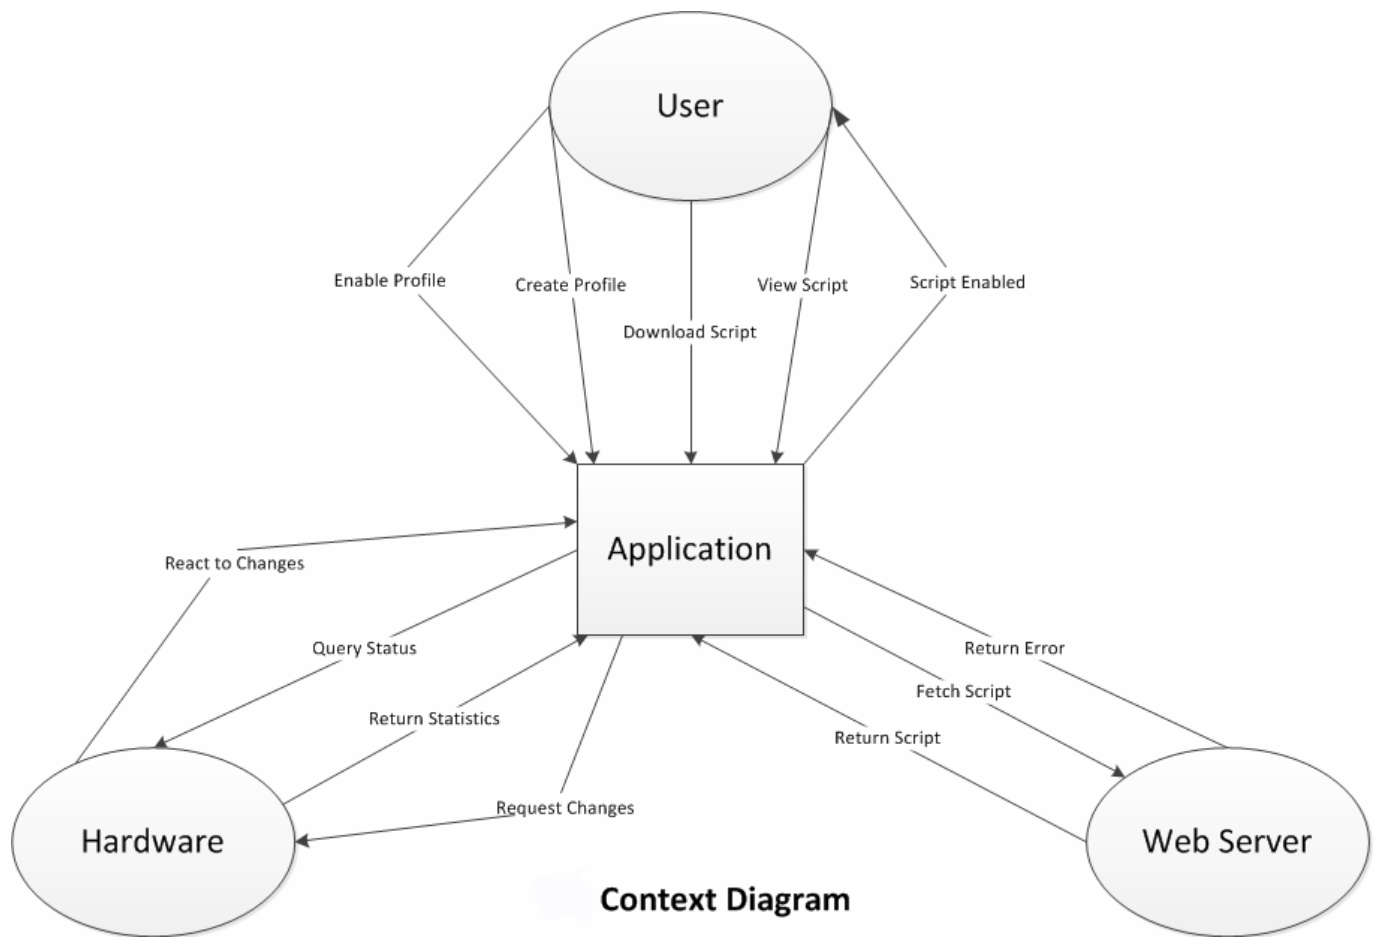 User
Enable Profile
Create Profile
View Script
Script Enabled
Download Script
Application
React to Changes
Query Status
Return Error
Fetch Script
Return Statistics
Return Script
Request Changes
Hardware
Web Server
Context Diagram